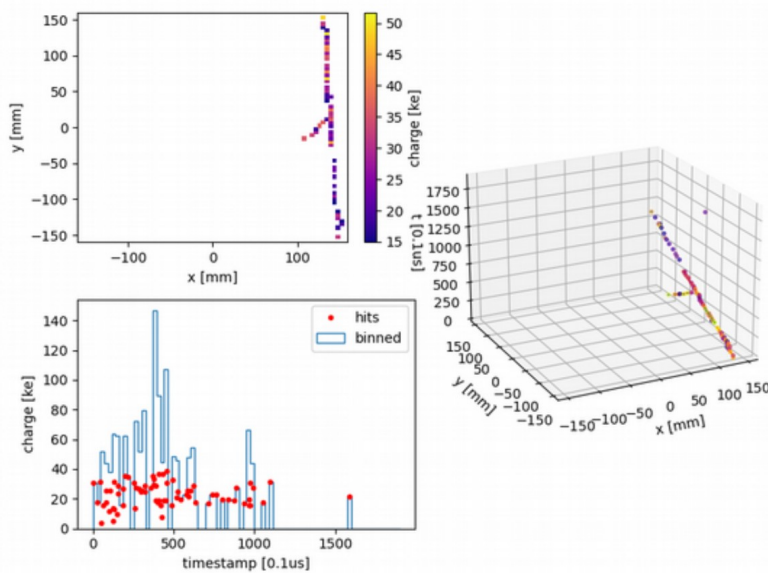 150
100
50
0
−50
−100
−150
y [mm]
−100 0 100
x [mm]
50
45
40
35
30
25
20
15
charge [ke]
1750
1500
1250
1000
750
500
250
0
t [0.1us]
150
100
50
0
−50
−100
−150
y [mm]
−150 −100 −50 0 50 100 150
x [mm]
hits
binned
140
120
100
80
60
40
20
0
charge [ke]
0 500 1000 1500
timestamp [0.1us]